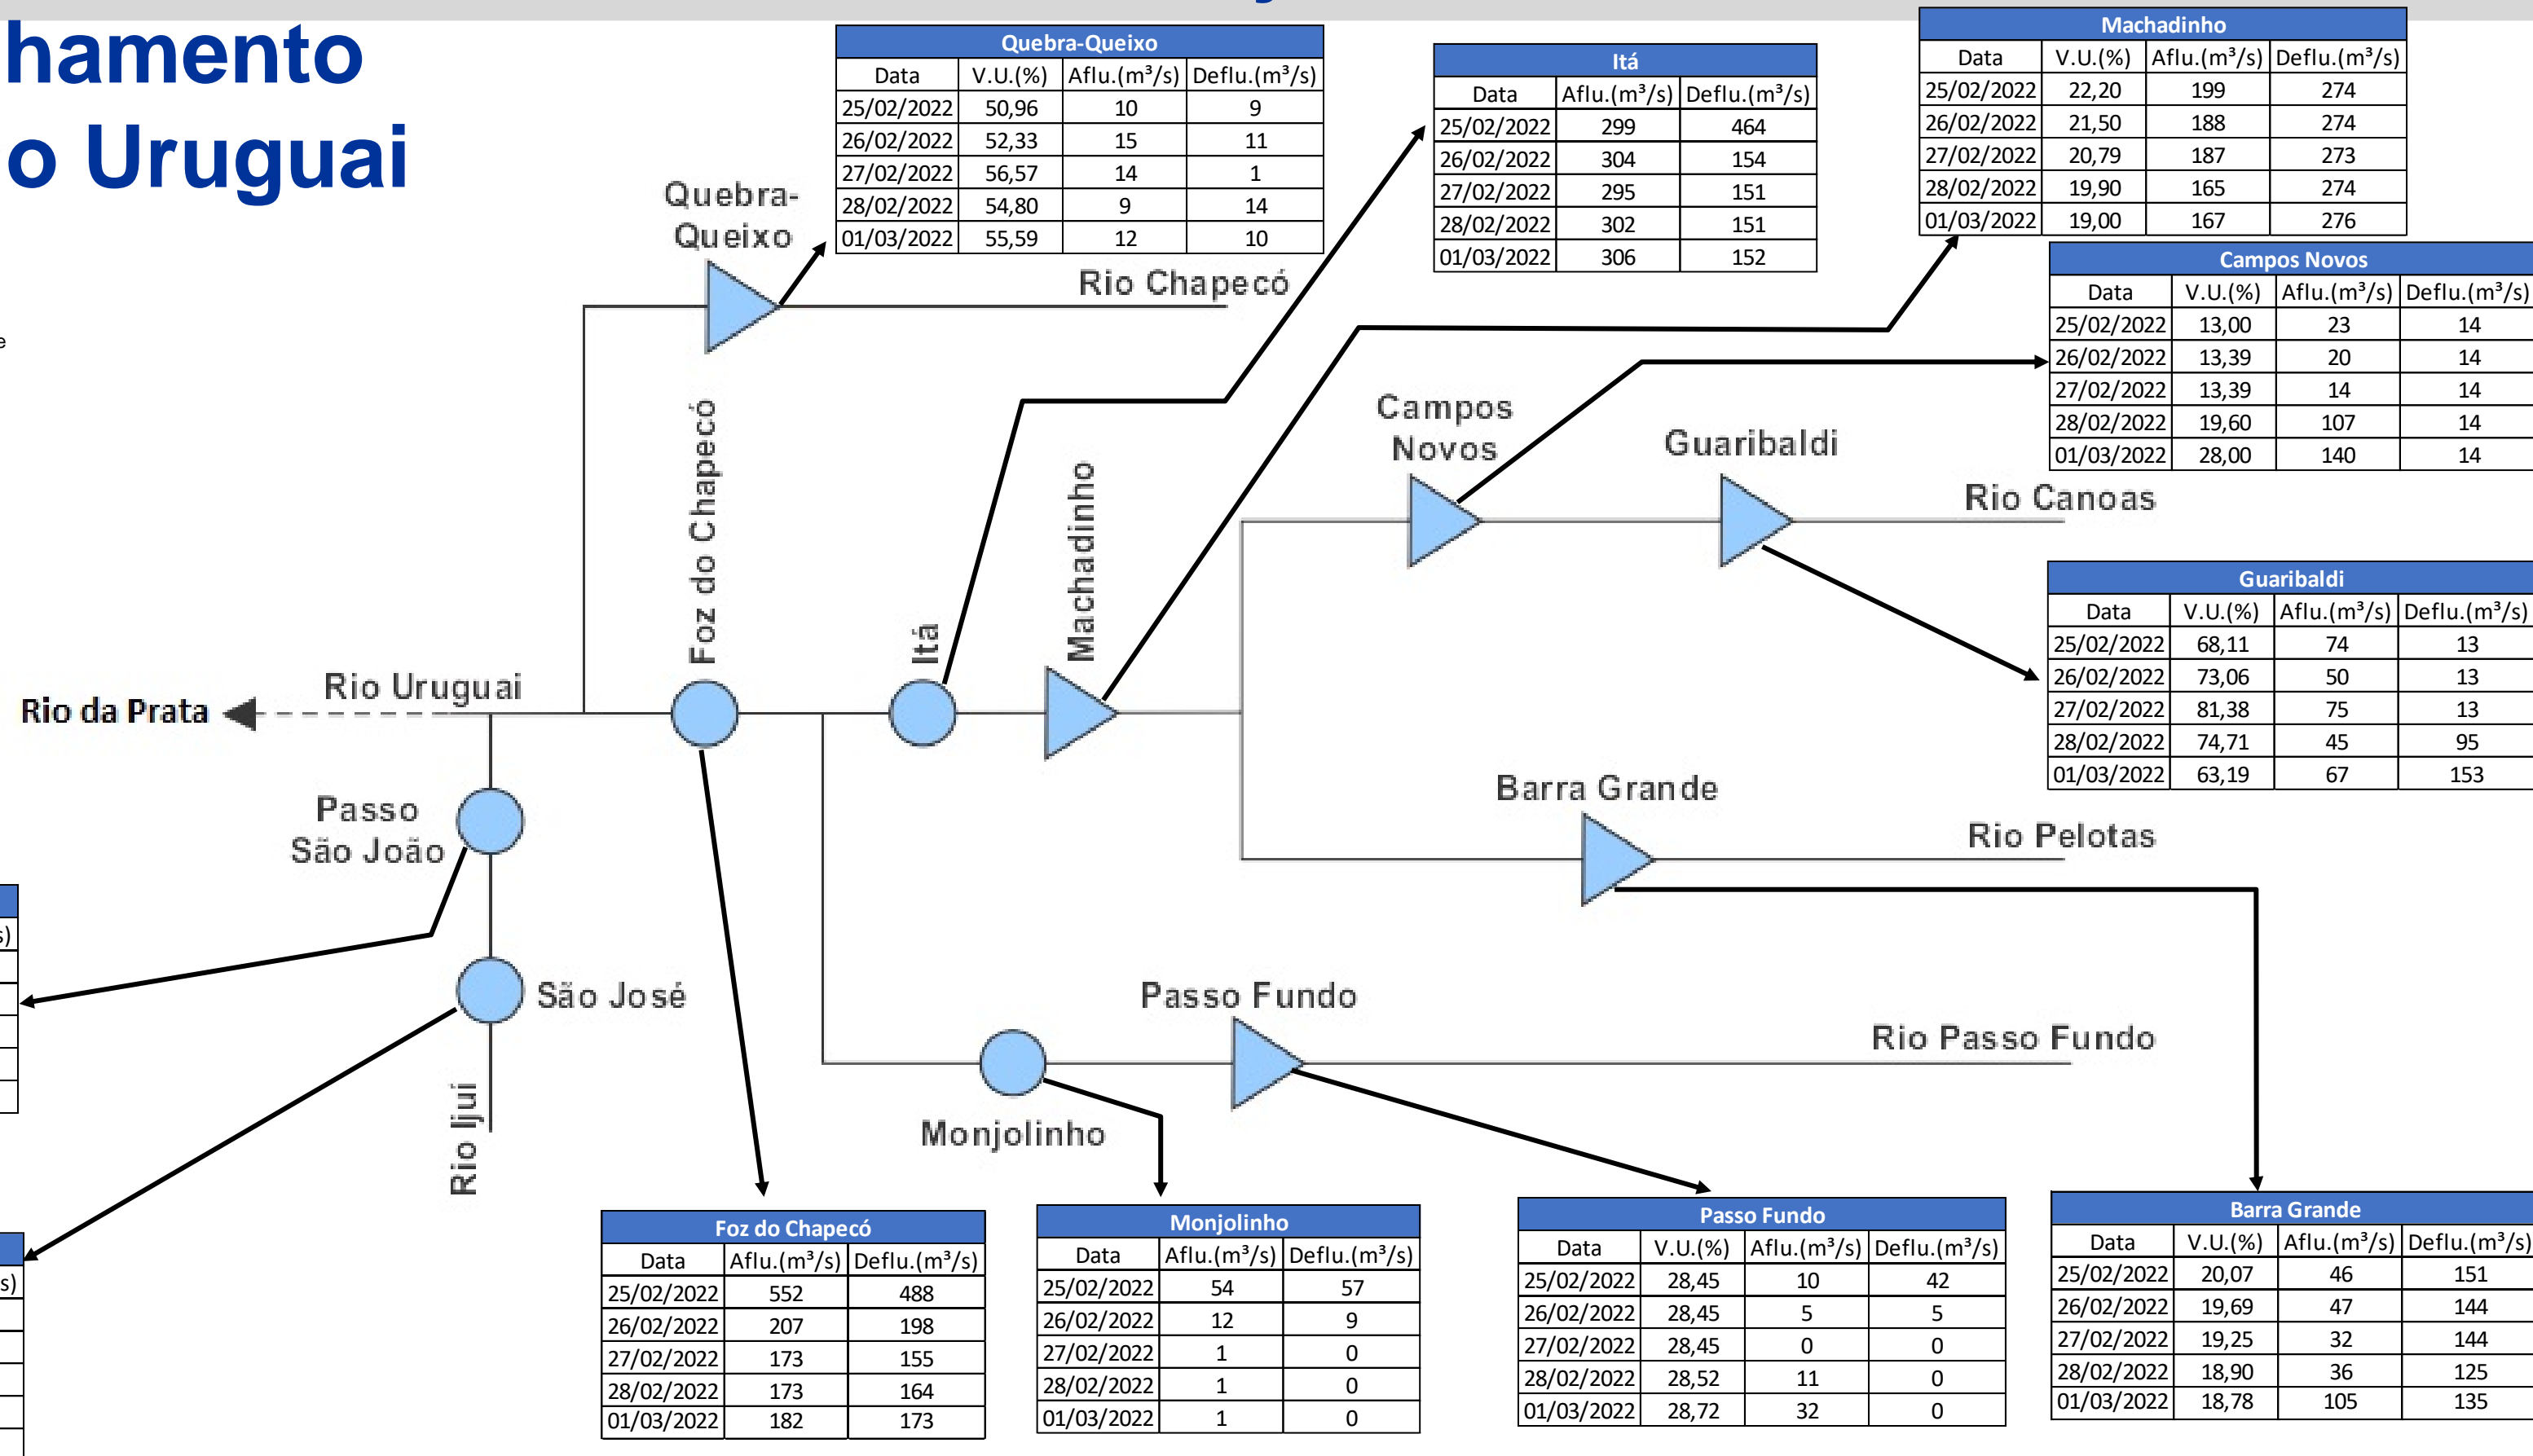 hamento
o Uruguai
Quebra-Queixo
Data V.U.(%) Aflu.(m³/s) Deflu.(m³/s)
25/02/2022 50,96 10 9
26/02/2022 52,33 15 11
27/02/2022 56,57 14 1
28/02/2022 54,80 9 14
01/03/2022 55,59 12 10
Itá
Data Aflu.(m³/s) Deflu.(m³/s)
25/02/2022 299 464
26/02/2022 304 154
27/02/2022 295 151
28/02/2022 302 151
01/03/2022 306 152
Machadinho
Data V.U.(%) Aflu.(m³/s) Deflu.(m³/s)
25/02/2022 22,20 199 274
26/02/2022 21,50 188 274
27/02/2022 20,79 187 273
28/02/2022 19,90 165 274
01/03/2022 19,00 167 276
Campos Novos
Data V.U.(%) Aflu.(m³/s) Deflu.(m³/s)
25/02/2022 13,00 23 14
26/02/2022 13,39 20 14
27/02/2022 13,39 14 14
28/02/2022 19,60 107 14
01/03/2022 28,00 140 14
Quebra-
Queixo
Rio Chapecó
e
Foz do Chapecó
Itá
Machadinho
Campos
Novos
Guaribaldi
Rio Canoas
Guaribaldi
Data V.U.(%) Aflu.(m³/s) Deflu.(m³/s)
25/02/2022 68,11 74 13
26/02/2022 73,06 50 13
27/02/2022 81,38 75 13
28/02/2022 74,71 45 95
01/03/2022 63,19 67 153
Rio da Prata
Rio Uruguai
Passo
São João
Barra Grande
Rio Pelotas
s)
São José
Passo Fundo
Rio Passo Fundo
Rio Ijui
Monjolinho
s)
Foz do Chapecó
Data Aflu.(m³/s) Deflu.(m³/s)
25/02/2022 552 488
26/02/2022 207 198
27/02/2022 173 155
28/02/2022 173 164
01/03/2022 182 173
Monjolinho
Data Aflu.(m³/s) Deflu.(m³/s)
25/02/2022 54 57
26/02/2022 12 9
27/02/2022 1 0
28/02/2022 1 0
01/03/2022 1 0
Passo Fundo
Data V.U.(%) Aflu.(m³/s) Deflu.(m³/s)
25/02/2022 28,45 10 42
26/02/2022 28,45 5 5
27/02/2022 28,45 0 0
28/02/2022 28,52 11 0
01/03/2022 28,72 32 0
Barra Grande
Data V.U.(%) Aflu.(m³/s) Deflu.(m³/s)
25/02/2022 20,07 46 151
26/02/2022 19,69 47 144
27/02/2022 19,25 32 144
28/02/2022 18,90 36 125
01/03/2022 18,78 105 135